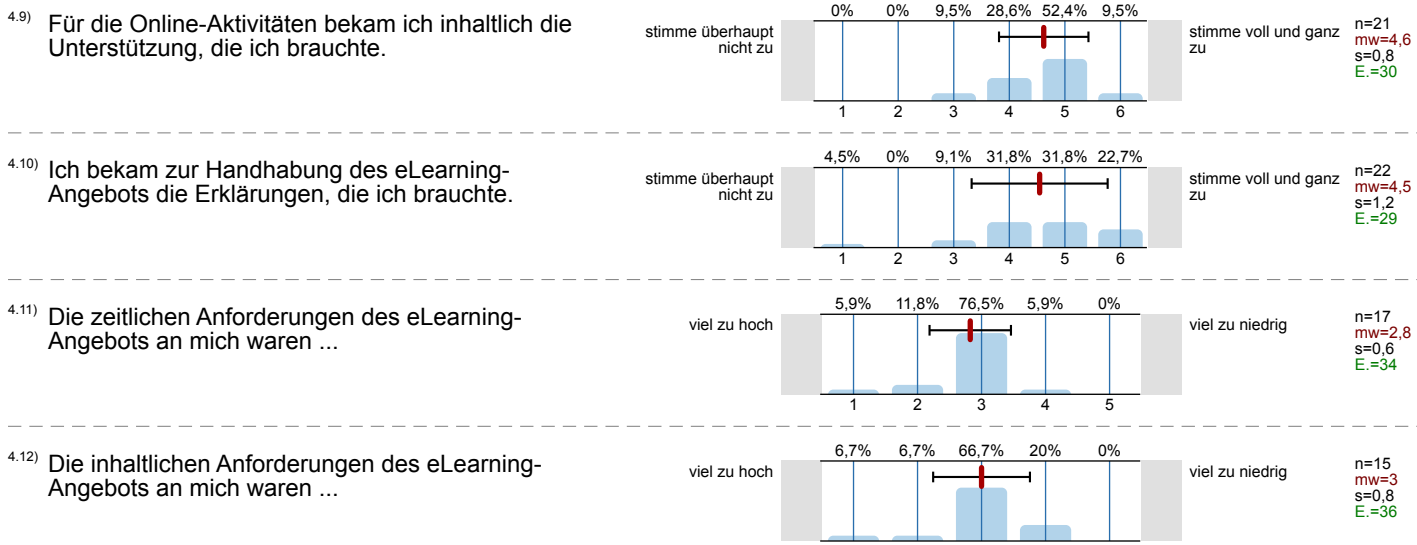 4.9) Für die Online-Aktivitäten bekam ich inhaltlich die
Unterstützung, die ich brauchte.
stimme überhaupt
nicht zu
0% 0% 9,5% 28,6% 52,4% 9,5%
1 2 3 4 5 6
stimme voll und ganz
zu
n=21
mw=4,6
s=0,8
E.=30
4.10) Ich bekam zur Handhabung des eLearning-
Angebots die Erklärungen, die ich brauchte.
stimme überhaupt
nicht zu
4,5% 0% 9,1% 31,8% 31,8% 22,7%
1 2 3 4 5 6
stimme voll und ganz
zu
n=22
mw=4,5
s=1,2
E.=29
4.11) Die zeitlichen Anforderungen des eLearning-
Angebots an mich waren ...
viel zu hoch
5,9% 11,8% 76,5% 5,9% 0%
1 2 3 4 5
viel zu niedrig
n=17
mw=2,8
s=0,6
E.=34
4.12) Die inhaltlichen Anforderungen des eLearning-
Angebots an mich waren ...
viel zu hoch
6,7% 6,7% 66,7% 20% 0%
viel zu niedrig
n=15
mw=3
s=0,8
E.=36